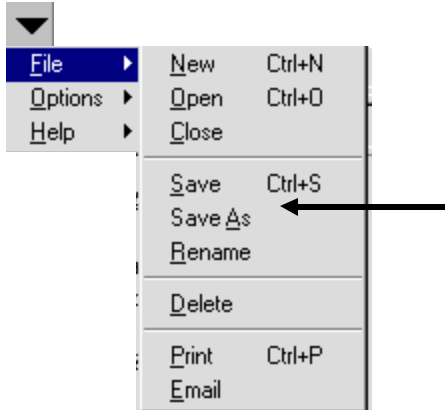 File
Options
Help
New Ctrl+N
Open Ctrl+O
Close
Save Ctrl+S
Save As
Rename
Delete
Print Ctrl+P
Email